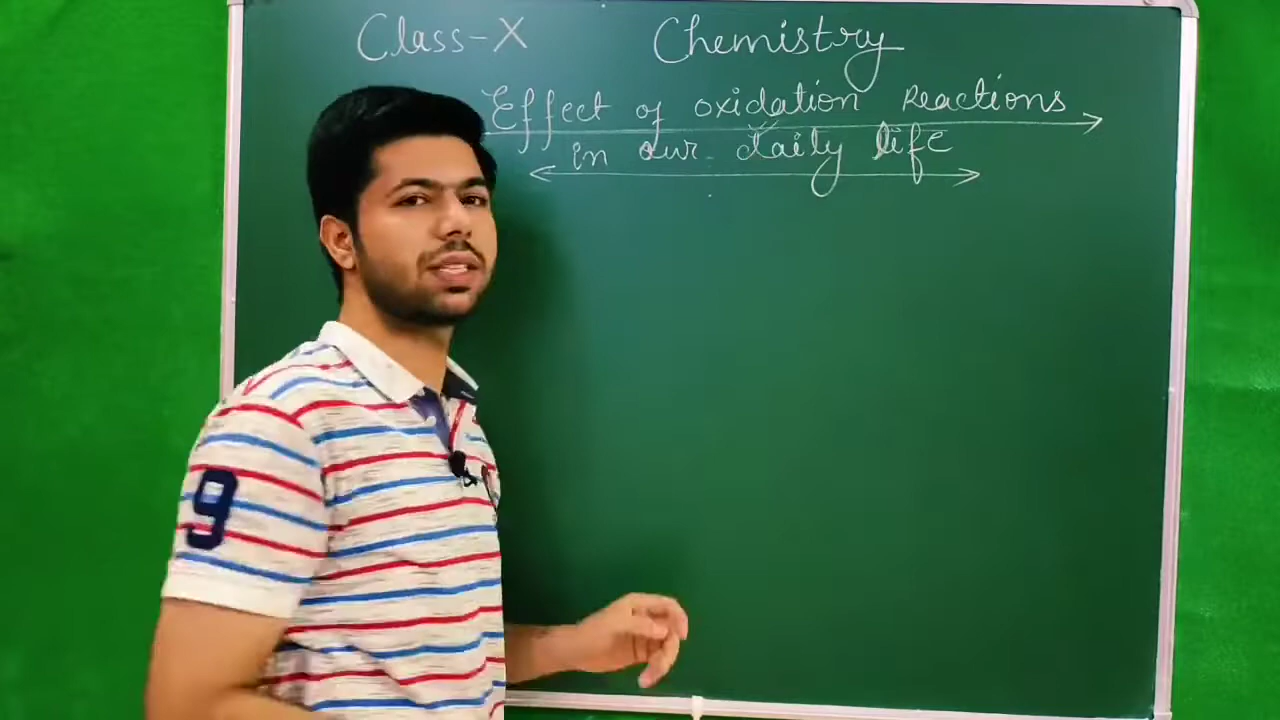 Class-X Chemistry
Effect of oxidation Reactions
in our daily life
9